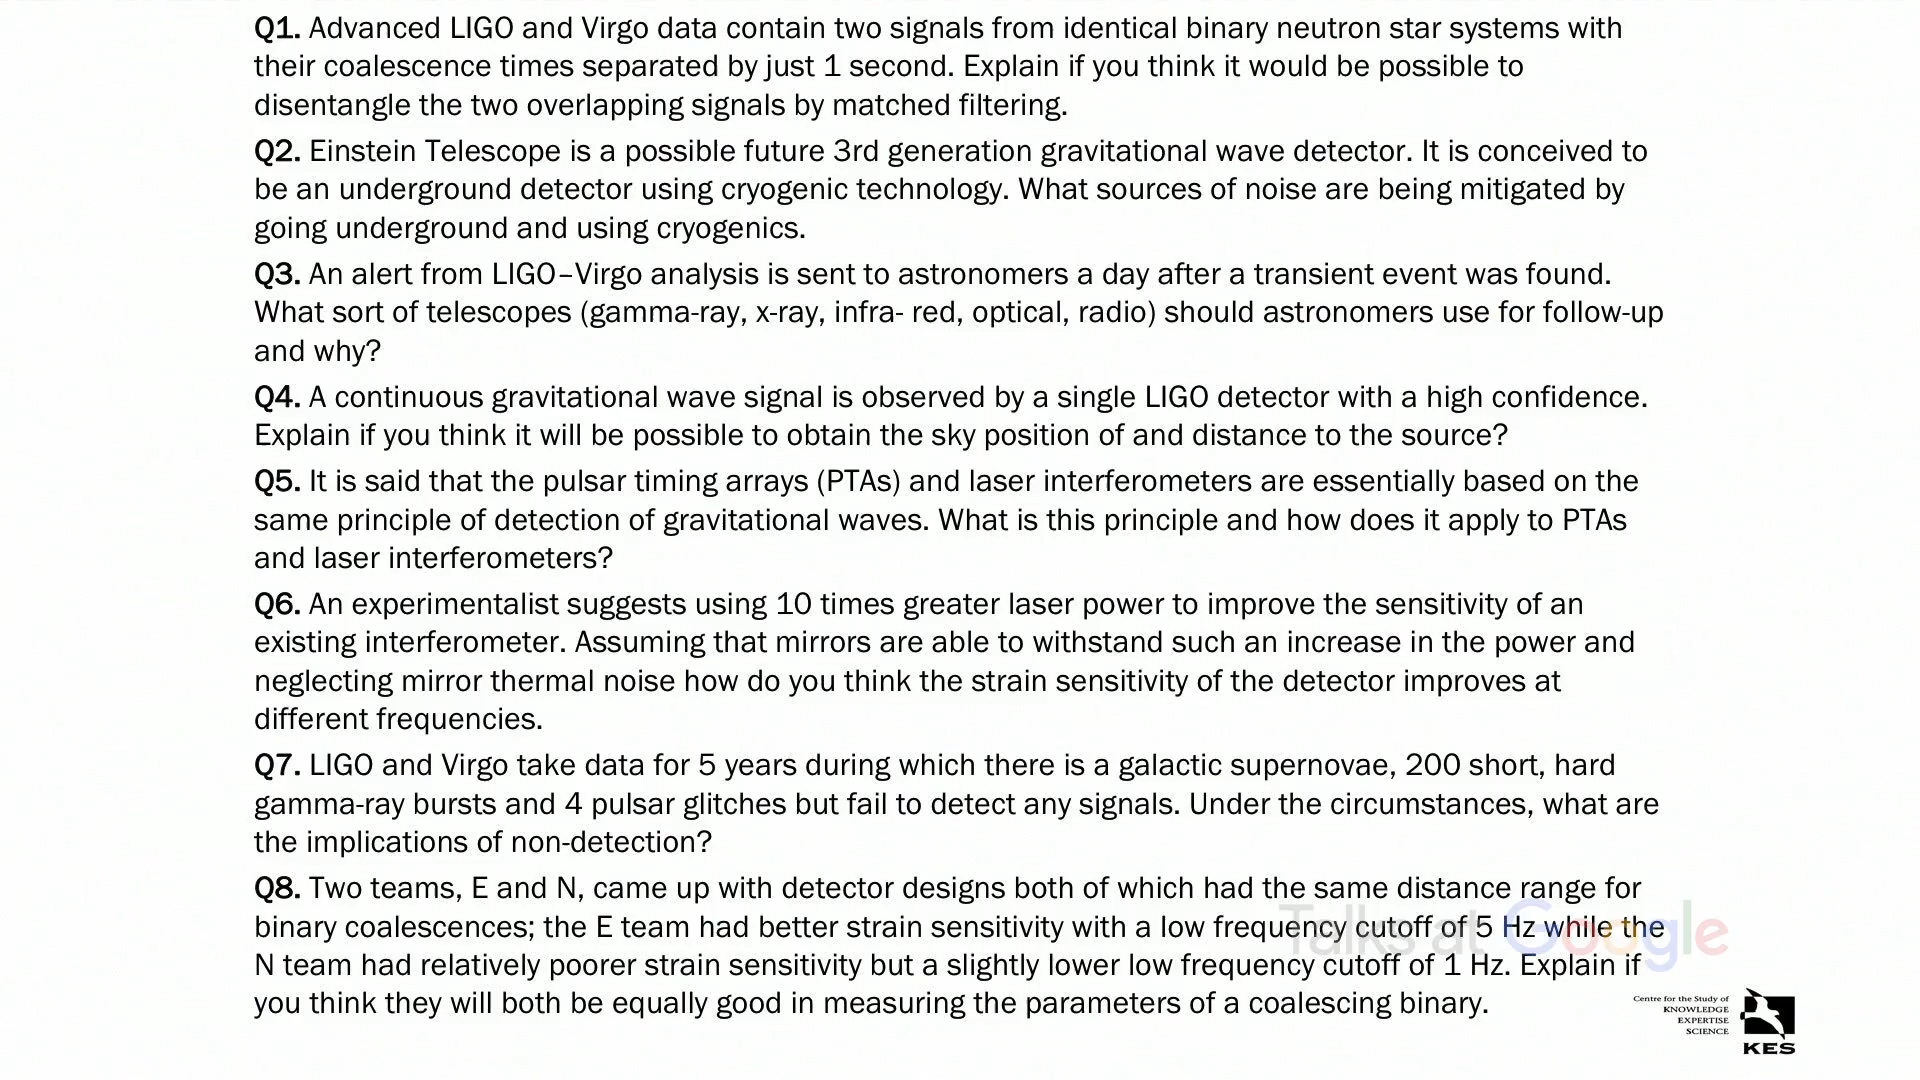 Q1. Advanced LIGO and Virgo data contain two signals from identical binary neutron star systems with
their coalescence times separated by just 1 second. Explain if you think it would be possible to
disentangle the two overlapping signals by matched filtering.
Q2. Einstein Telescope is a possible future 3rd generation gravitational wave detector. It is conceived to
be an underground detector using cryogenic technology. What sources of noise are being mitigated by
going underground and using cryogenics.
Q3. An alert from LIGO–Virgo analysis is sent to astronomers a day after a transient event was found.
What sort of telescopes (gamma-ray, x-ray, infra- red, optical, radio) should astronomers use for follow-up
and why?
Q4. A continuous gravitational wave signal is observed by a single LIGO detector with a high confidence.
Explain if you think it will be possible to obtain the sky position of and distance to the source?
Q5. It is said that the pulsar timing arrays (PTAs) and laser interferometers are essentially based on the
same principle of detection of gravitational waves. What is this principle and how does it apply to PTAs
and laser interferometers?
Q6. An experimentalist suggests using 10 times greater laser power to improve the sensitivity of an
existing interferometer. Assuming that mirrors are able to withstand such an increase in the power and
neglecting mirror thermal noise how do you think the strain sensitivity of the detector improves at
different frequencies.
Q7. LIGO and Virgo take data for 5 years during which there is a galactic supernovae, 200 short, hard
gamma-ray bursts and 4 pulsar glitches but fail to detect any signals. Under the circumstances, what are
the implications of non-detection?
Q8. Two teams, E and N, came up with detector designs both of which had the same distance range for
binary coalescences; the E team had better strain sensitivity with a low frequency cutoff of 5 Hz while the
N team had relatively poorer strain sensitivity but a slightly lower low frequency cutoff of 1 Hz. Explain if
you think they will both be equally good in measuring the parameters of a coalescing binary.
Talks at Google
Centre for the Study of
KNOWLEDGE
EXPERTISE
SCIENCE
KES